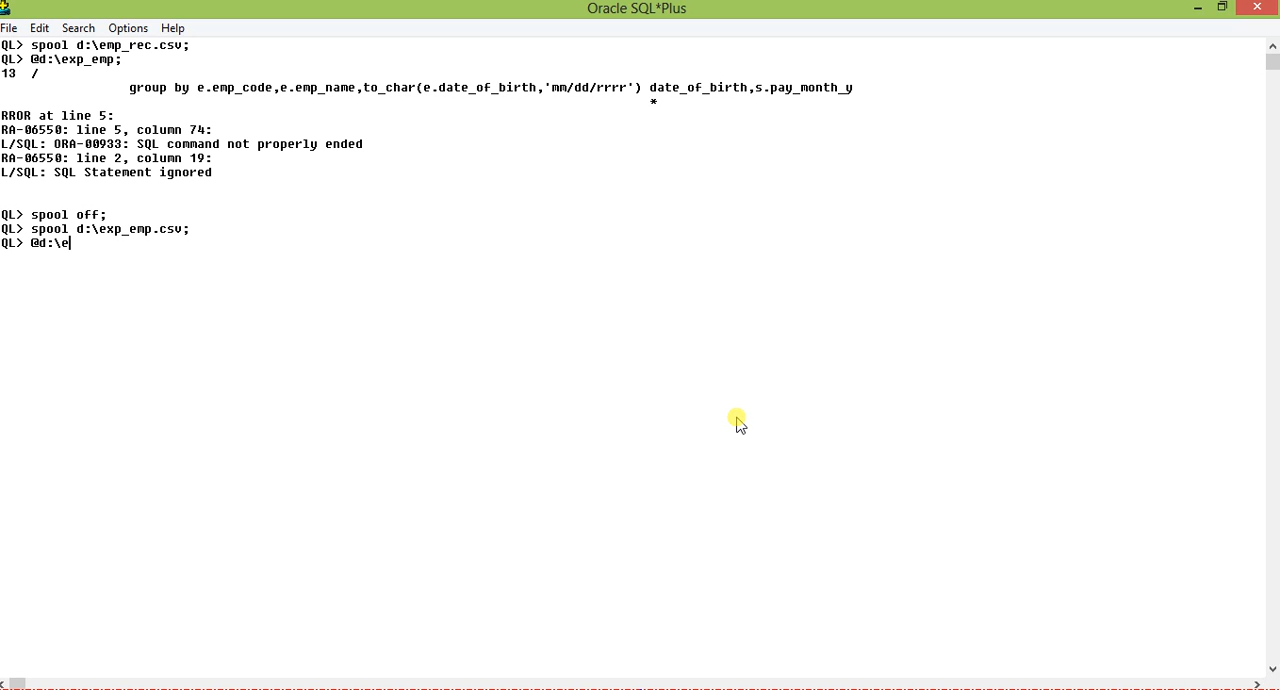 Oracle SQL*Plus
File Edit Search Options Help
QL> spool d:\emp_rec.csv;
QL> @d:\exp_emp;
13 /
group by e.emp_code,e.emp_name,to_char(e.date_of_birth,'mm/dd/rrrr') date_of_birth,s.pay_month_y
*
RROR at line 5:
RA-06550: line 5, column 74:
L/SQL: ORA-00933: SQL command not properly ended
RA-06550: line 2, column 19:
L/SQL: SQL Statement ignored
QL> spool off;
QL> spool d:\exp_emp.csv;
QL> @d:\e